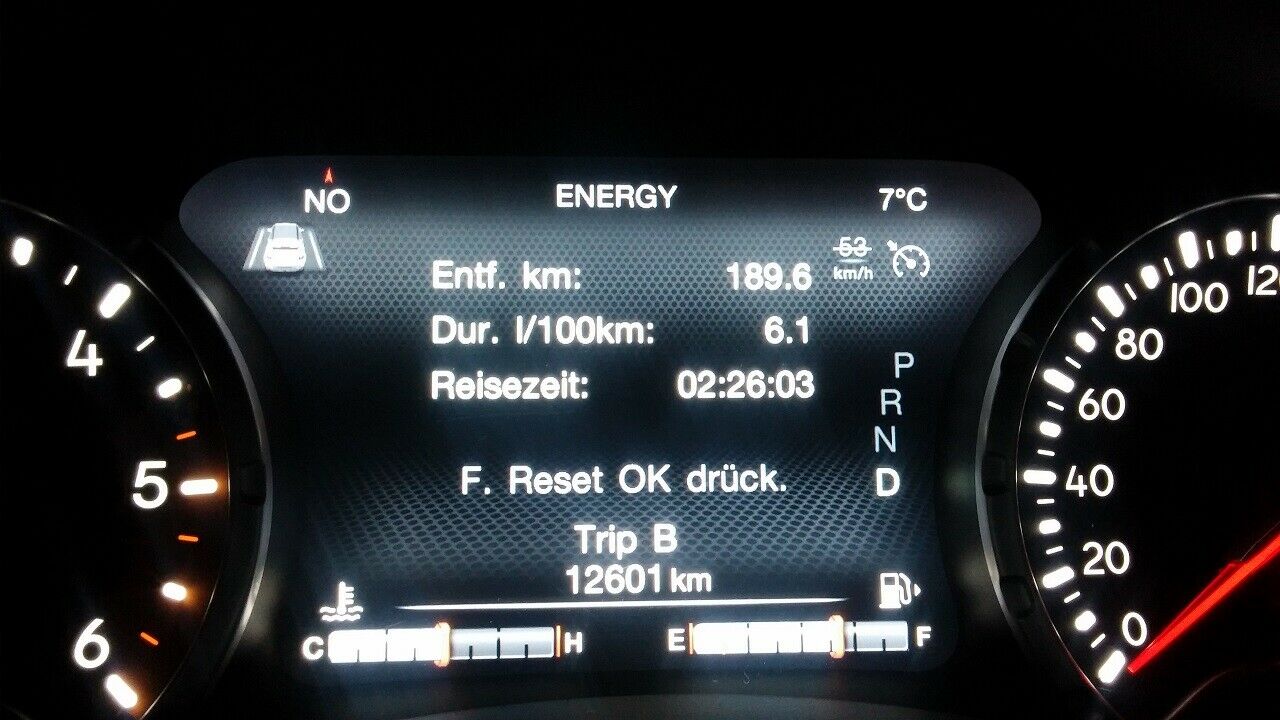 NO ENERGY 7°C
53
km/h
Entf. km: 189.6
Dur. l/100km: 6.1
Reisezeit: 02:26:03
P
R
N
D
F. Reset OK drück.
Trip B
12601 km
C H E F
4
5
6
120
100
80
60
40
20
0